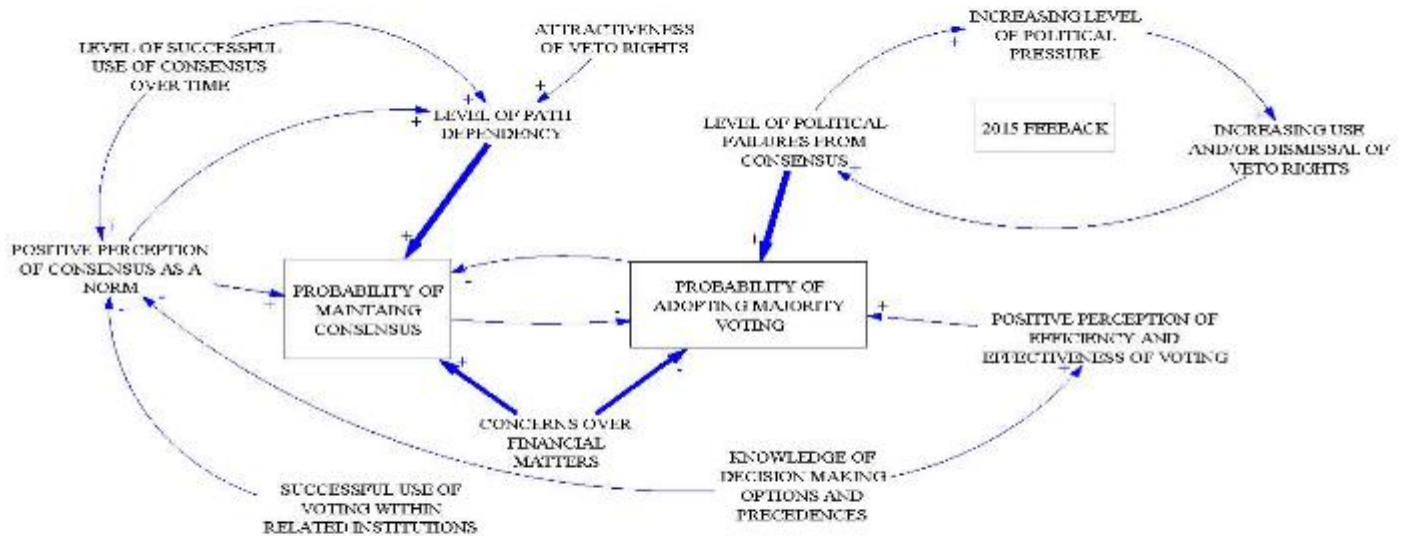 INCREASING LEVEL
OF POLITICAL
PRESSURE
ATTRACTIVENESS
OF VETO RIGHTS
LEVEL OF SUCCESSFUL
USE OF CONSENSUS
OVER TIME
LEVEL OF PATH
DEPENDENCY
LEVEL OF POLITICAL
FAILURES FROM
CONSENSUS
2015 FEEBACK
INCREASING USE
AND/OR DISMISSAL OF
VETO RIGHTS
POSITIVE PERCEPTION
OF CONSENSUS AS A
NORM
PROBABILITY OF
MAINTAING
CONSENSUS
PROBABILITY OF
ADOPTING MAJORITY
VOTING
POSITIVE PERCEPTION OF
EFFICIENCY AND
EFFECTIVENESS OF VOTING
CONCERNS OVER
FINANCIAL
MATTERS
KNOWLEDGE OF
DECISION MAKING
OPTIONS AND
PRECEDENCES
SUCCESSFUL USE OF
VOTING WITHIN
RELATED INSTITUTIONS